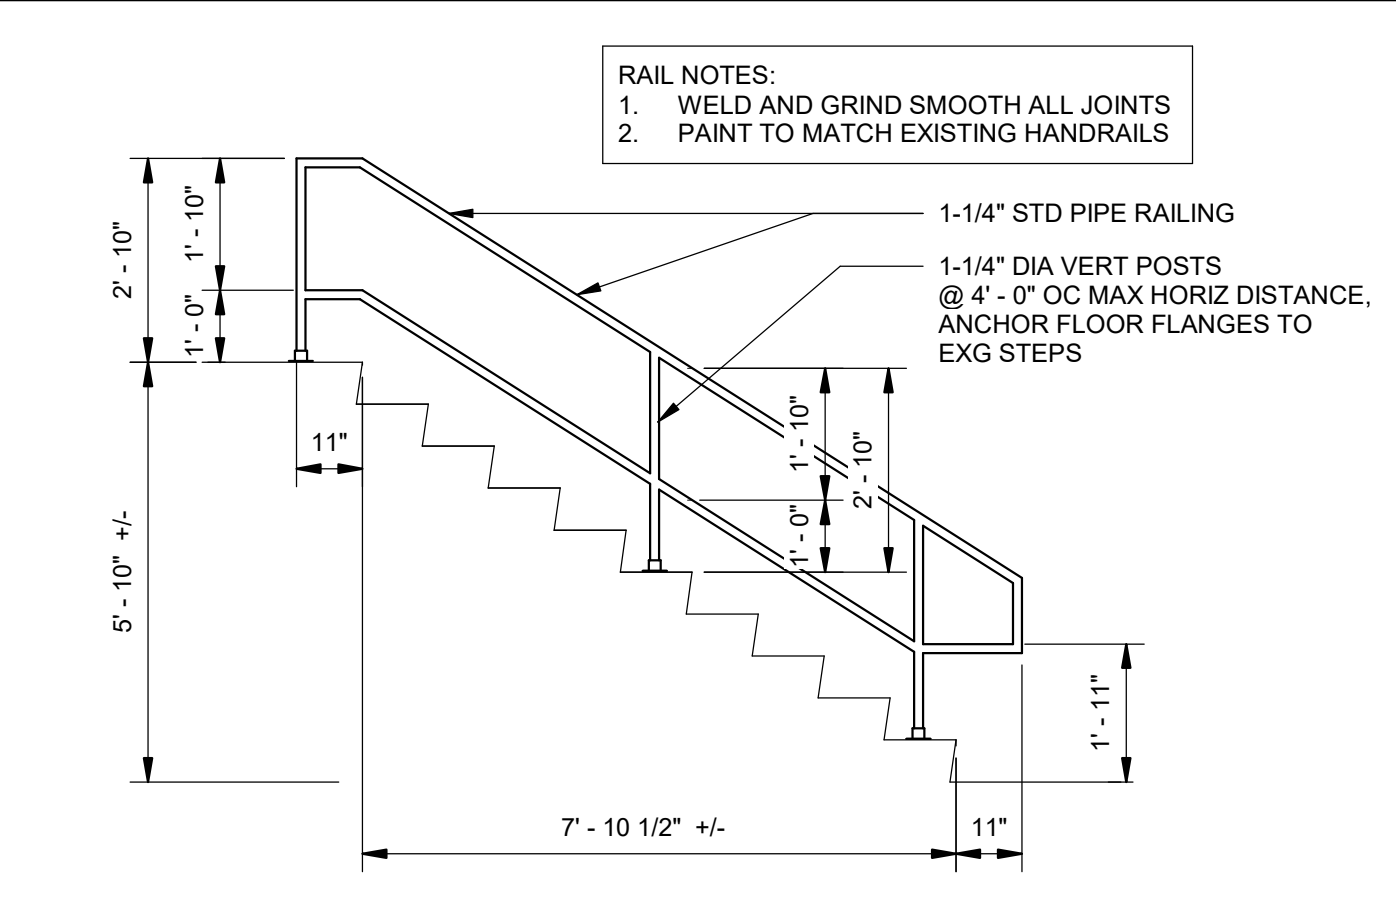 RAIL NOTES:
1. WELD AND GRIND SMOOTH ALL JOINTS
2. PAINT TO MATCH EXISTING HANDRAILS
1-1/4" STD PIPE RAILING
1-1/4" DIA VERT POSTS
@ 4' - 0" OC MAX HORIZ DISTANCE,
ANCHOR FLOOR FLANGES TO
EXG STEPS
2' - 10"
1' - 10"
1' - 0"
11"
5' - 10" +/-
1' - 10"
2' - 10"
1' - 0"
1' - 11"
7' - 10 1/2" +/-
11"